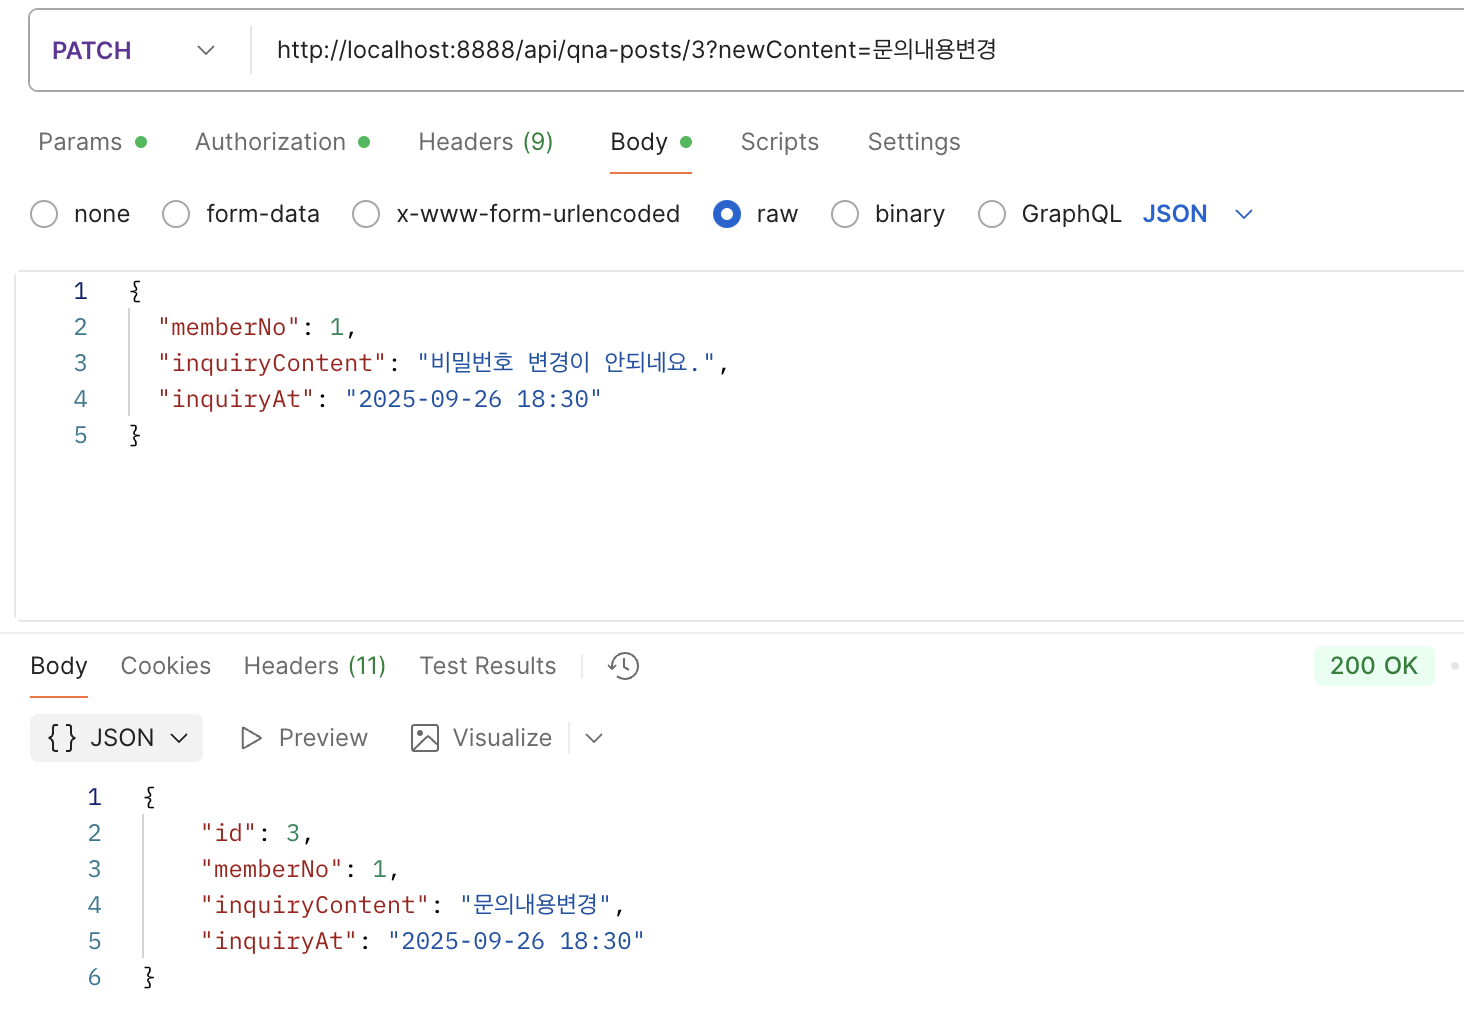 PATCH http://localhost:8888/api/qna-posts/3?newContent=문의내용변경
Params Authorization Headers (9) Body Scripts Settings
none form-data x-www-form-urlencoded raw binary GraphQL JSON
1 {
2 "memberNo": 1,
3 "inquiryContent": "비밀번호 변경이 안되네요.",
4 "inquiryAt": "2025-09-26 18:30"
5 }
Body Cookies Headers (11) Test Results 200 OK
{} JSON Preview Visualize
1 {
2 "id": 3,
3 "memberNo": 1,
4 "inquiryContent": "문의내용변경",
5 "inquiryAt": "2025-09-26 18:30"
6 }